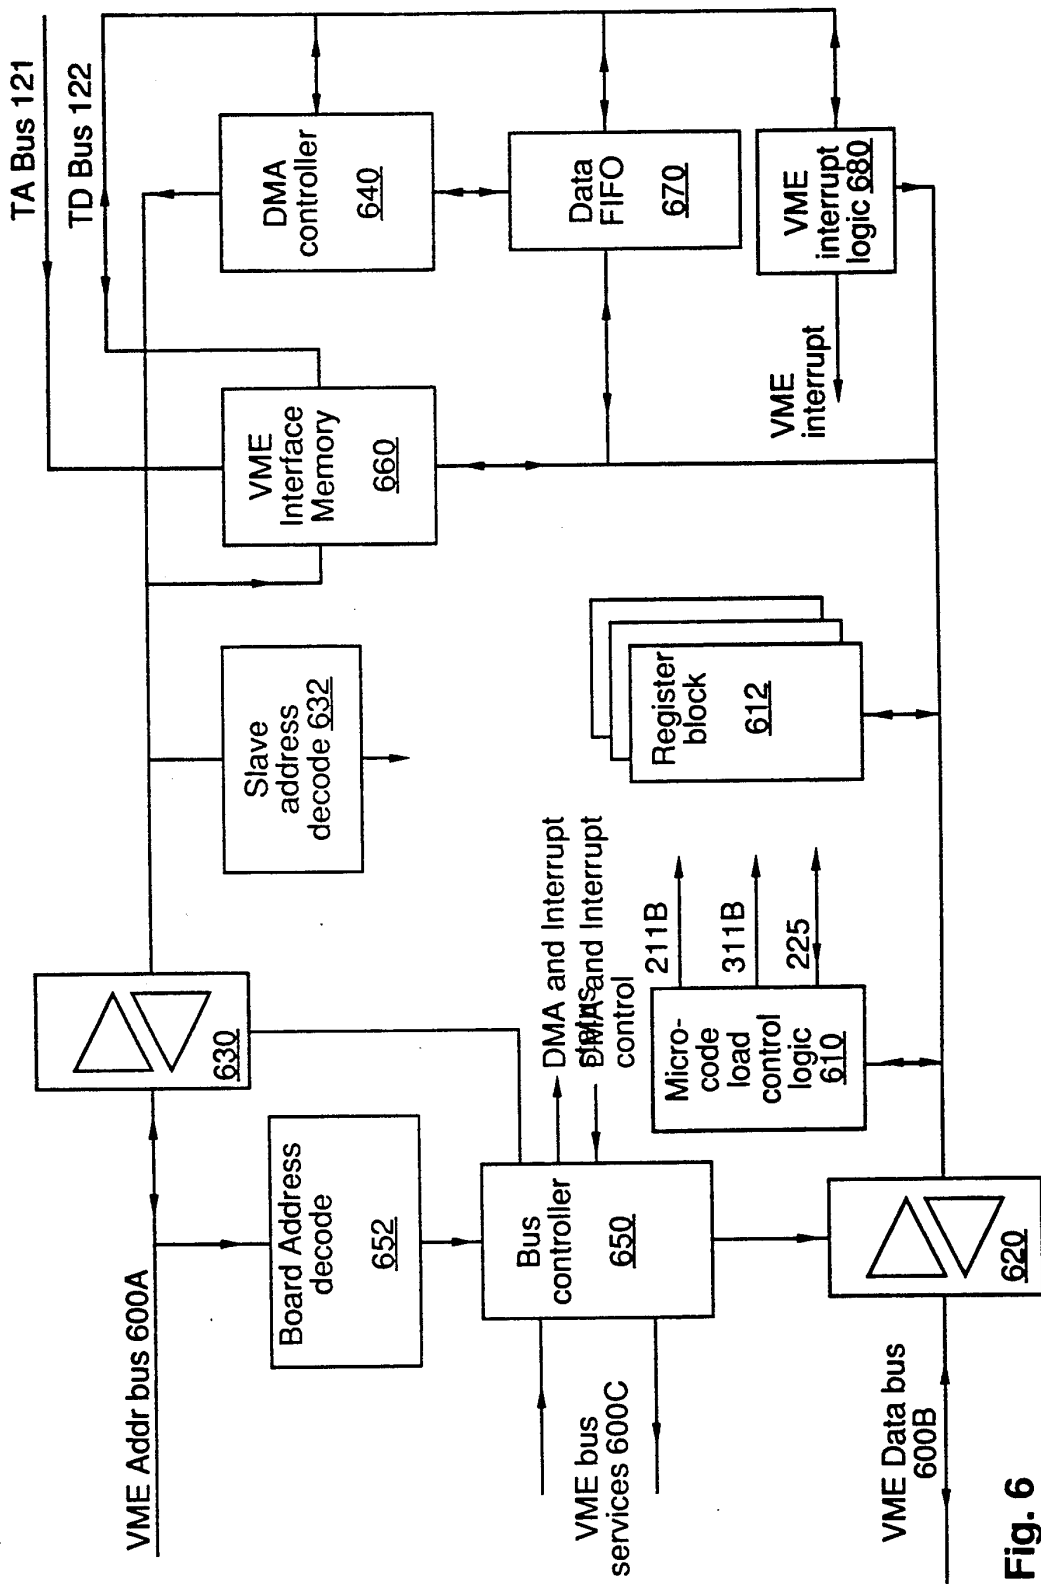 TA Bus 121
TD Bus 122
VME Addr bus 600A
630
Board Address
decode
652
Slave
address
decode 632
VME
Interface
Memory
660
DMA
controller
640
Data
FIFO
670
VME
interrupt
logic 680
VME
interrupt
Bus
controller
650
DMA and Interrupt
status
DMA and Interrupt
control
VME bus
services 600C
Micro-
code
load
control
logic
610
211B
311B
225
Register
block
612
620
VME Data bus
600B
Fig. 6